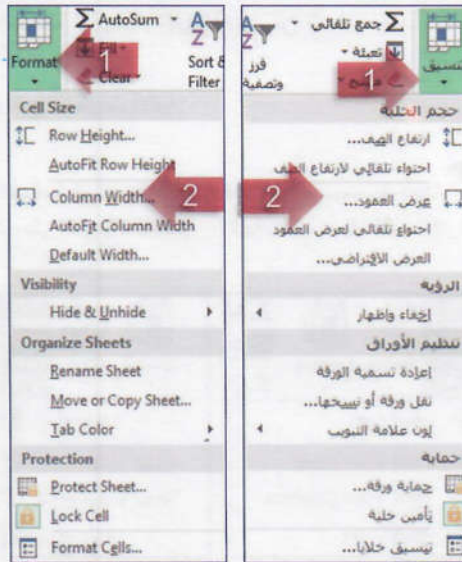 Σ AutoSum
Fill
Clear
Format
Sort &
Filter
1
Cell Size
Row Height...
AutoFit Row Height
Column Width...
2
AutoFit Column Width
Default Width...
Visibility
Hide & Unhide
Organize Sheets
Rename Sheet
Move or Copy Sheet...
Tab Color
Protection
Protect Sheet...
Lock Cell
Format Cells...
Σ جمع تلقائي
تعبئة
فرز
وتصفية
تنسيق
1
حجم الخلية
ارتفاع الصف...
احتواء تلقائي لارتفاع الصف
عرض العمود...
2
احتواء تلقائي لعرض العمود
العرض الافتراضي...
الرؤية
إخفاء وإظهار
تنظيم الأوراق
إعادة تسمية الورقة
نقل ورقة أو نسخها...
لون علامة التبويب
حماية
حماية ورقة...
تأمين خلية
تنسيق خلايا...